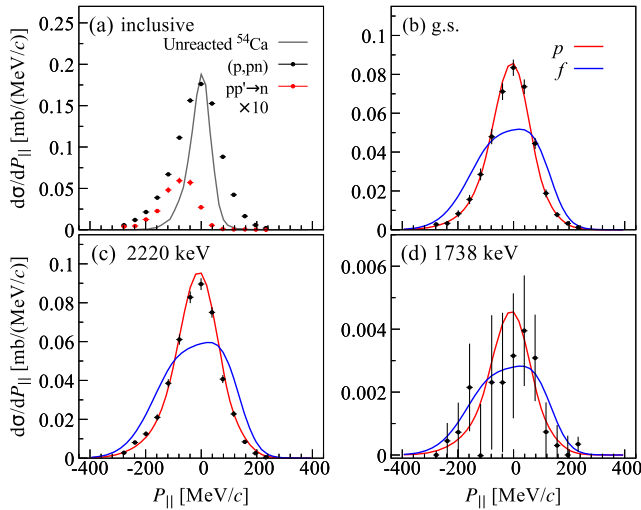 (a) inclusive
Unreacted ⁵⁴Ca
(p,pn)
pp'→n
×10
dσ/dP|| [mb/(MeV/c)]
0.25
0.2
0.15
0.1
0.05
0
(b) g.s.
p
f
0.1
0.08
0.06
0.04
0.02
0
(c) 2220 keV
dσ/dP|| [mb/(MeV/c)]
0.1
0.08
0.06
0.04
0.02
0
-400 -200 0 200 400
P|| [MeV/c]
(d) 1738 keV
0.006
0.004
0.002
0
-400 -200 0 200 400
P|| [MeV/c]